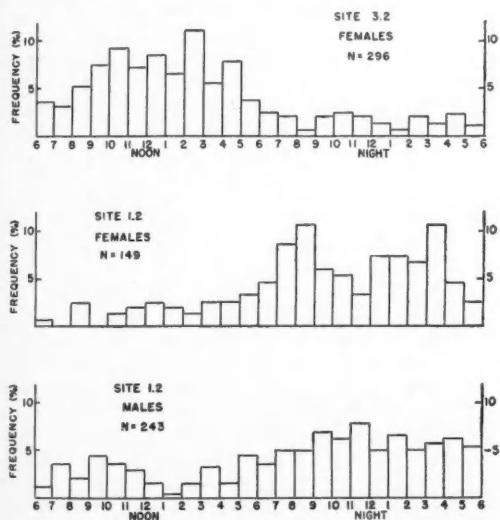 SITE 3.2
FEMALES
N=296
FREQUENCY (%)
10
5
10
5
6 7 8 9 10 11 12 1 2 3 4 5 6 7 8 9 10 11 12 1 2 3 4 5 6
NOON NIGHT
SITE 1.2
FEMALES
N=149
FREQUENCY (%)
10
5
10
5
SITE 1.2
MALES
N=243
FREQUENCY (%)
10
5
10
5
6 7 8 9 10 11 12 1 2 3 4 5 6 7 8 9 10 11 12 1 2 3 4 5 6
NOON NIGHT